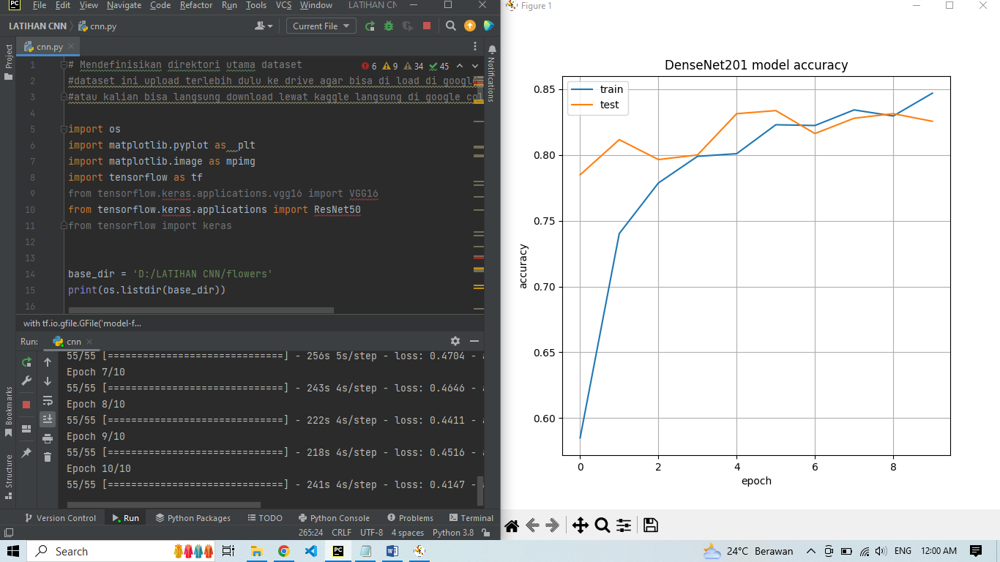 File Edit View Navigate Code Refactor Run Tools VCS Window LATIHAN CN
LATIHAN CNN cnn.py Current File
Project
cnn.py
Notifications
6 9 34 45
1 # Mendefinisikan direktori utama dataset
2 #dataset ini upload terlebih dulu ke drive agar bisa di load di google
3 #atau kalian bisa langsung download lewat kaggle langsung di google col
4
5 import os
6 import matplotlib.pyplot as  plt
7 import matplotlib.image as mpimg
8 import tensorflow as tf
9 from tensorflow.keras.applications.vgg16 import VGG16
10 from tensorflow.keras.applications import ResNet50
11 from tensorflow import keras
12
13
14 base_dir = 'D:/LATIHAN CNN/flowers'
15 print(os.listdir(base_dir))
16
with tf.io.gfile.GFile('model-f...
Run: cnn
55/55 [==============================] - 256s 5s/step - loss: 0.4704 - a
Epoch 7/10
55/55 [==============================] - 243s 4s/step - loss: 0.4646 - a
Epoch 8/10
55/55 [==============================] - 222s 4s/step - loss: 0.4411 - a
Epoch 9/10
55/55 [==============================] - 218s 4s/step - loss: 0.4516 - a
Epoch 10/10
55/55 [==============================] - 241s 4s/step - loss: 0.4147 - a
Bookmarks
Structure
Version Control Run Python Packages TODO Python Console Problems Terminal
265:24 CRLF UTF-8 4 spaces Python 3.8
Figure 1
DenseNet201 model accuracy
train
test
accuracy
0.85
0.80
0.75
0.70
0.65
0.60
0 2 4 6 8
epoch
Search
24°C Berawan ENG 12:00 AM